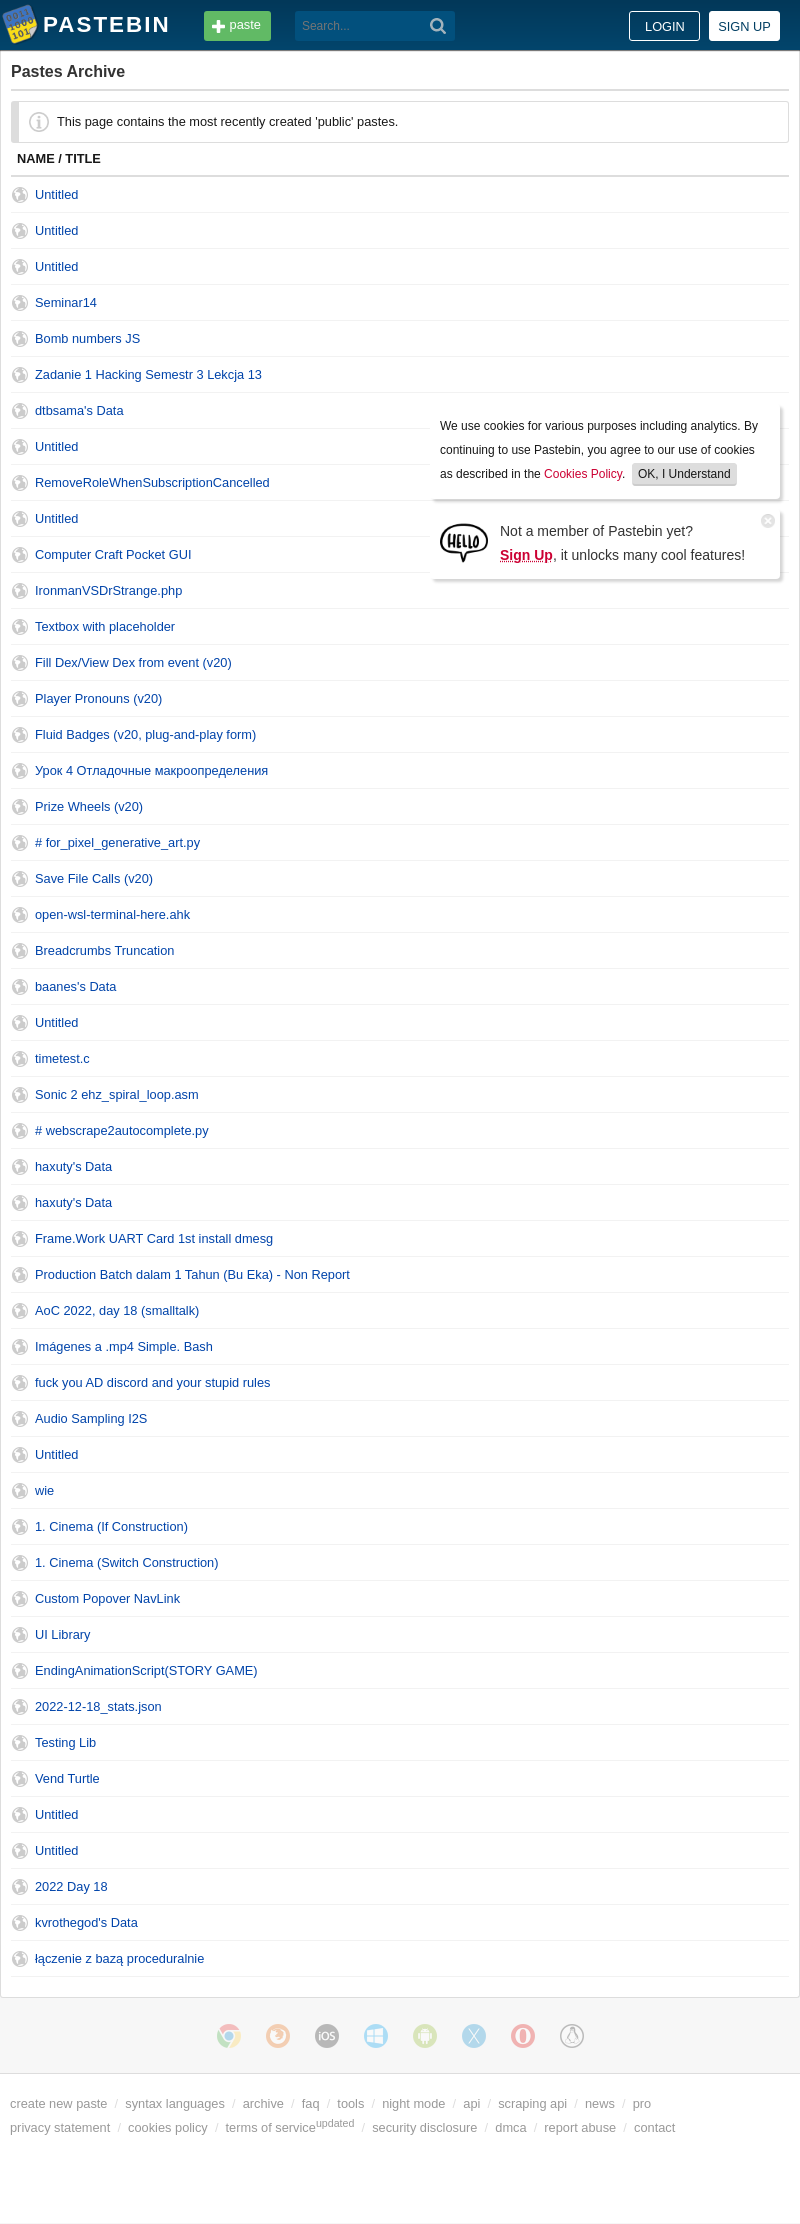 PASTEBIN paste Search... LOGIN SIGN UP
Pastes Archive
This page contains the most recently created 'public' pastes.
NAME / TITLE
Untitled
Untitled
Untitled
Seminar14
Bomb numbers JS
Zadanie 1 Hacking Semestr 3 Lekcja 13
dtbsama's Data
Untitled
RemoveRoleWhenSubscriptionCancelled
Untitled
Computer Craft Pocket GUI
We use cookies for various purposes including analytics. By
continuing to use Pastebin, you agree to our use of cookies
as described in the Cookies Policy. OK, I Understand
HELLO
Not a member of Pastebin yet?
Sign Up, it unlocks many cool features!
IronmanVSDrStrange.php
Textbox with placeholder
Fill Dex/View Dex from event (v20)
Player Pronouns (v20)
Fluid Badges (v20, plug-and-play form)
Урок 4 Отладочные макроопределения
Prize Wheels (v20)
# for_pixel_generative_art.py
Save File Calls (v20)
open-wsl-terminal-here.ahk
Breadcrumbs Truncation
baanes's Data
Untitled
timetest.c
Sonic 2 ehz_spiral_loop.asm
# webscrape2autocomplete.py
haxuty's Data
haxuty's Data
Frame.Work UART Card 1st install dmesg
Production Batch dalam 1 Tahun (Bu Eka) - Non Report
AoC 2022, day 18 (smalltalk)
Imágenes a .mp4 Simple. Bash
fuck you AD discord and your stupid rules
Audio Sampling I2S
Untitled
wie
1. Cinema (If Construction)
1. Cinema (Switch Construction)
Custom Popover NavLink
UI Library
EndingAnimationScript(STORY GAME)
2022-12-18_stats.json
Testing Lib
Vend Turtle
Untitled
Untitled
2022 Day 18
kvrothegod's Data
łączenie z bazą proceduralnie
iOS
create new paste / syntax languages / archive / faq / tools / night mode / api / scraping api / news / pro
privacy statement / cookies policy / terms of service updated / security disclosure / dmca / report abuse / contact